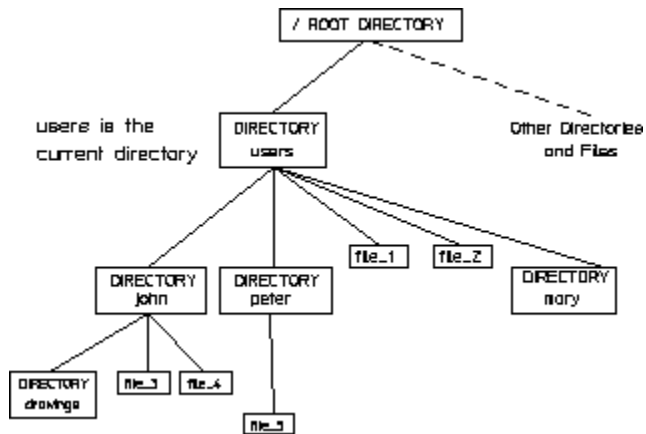 / ROOT DIRECTORY
users is the
current directory
DIRECTORY
users
Other Directories
and Files
file_1
file_2
DIRECTORY
john
DIRECTORY
peter
DIRECTORY
mary
DIRECTORY
drawings
file_3
file_4
file_5